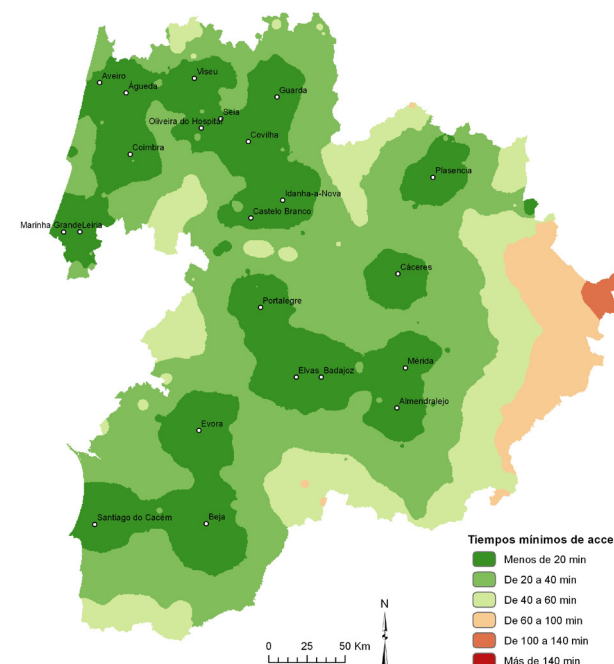 Aveiro
Águeda
Viseu
Guarda
Seia
Oliveira do Hospital
Covilha
Coimbra
Plasencia
Idanha-a-Nova
Castelo Branco
Marinha Grande Leiria
Cáceres
Portalegre
Mérida
Elvas Badajoz
Almendralejo
Evora
Santiago do Cacém
Beja
Tiempos mínimos de acce
Menos de 20 min
De 20 a 40 min
De 40 a 60 min
De 60 a 100 min
De 100 a 140 min
Más de 140 min
N
0 25 50 Km